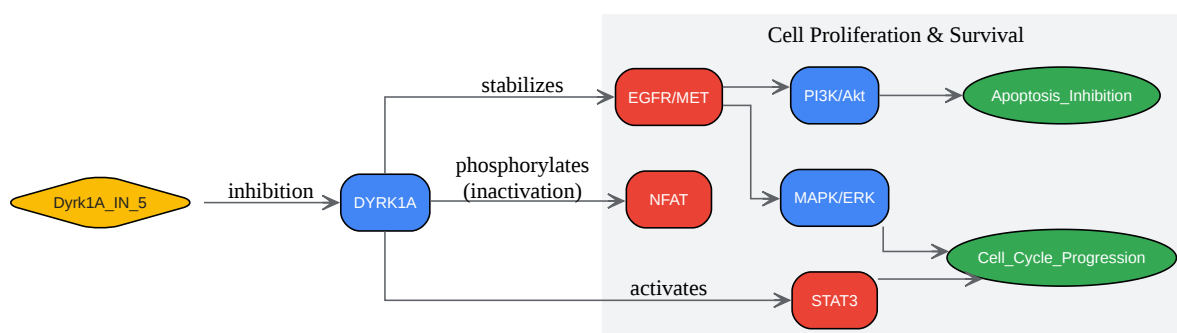 Cell Proliferation & Survival
stabilizes
EGFR/MET
PI3K/Akt
Apoptosis_Inhibition
phosphorylates
(inactivation)
inhibition
Dyrk1A_IN_5
DYRK1A
NFAT
MAPK/ERK
Cell_Cycle_Progression
activates
STAT3